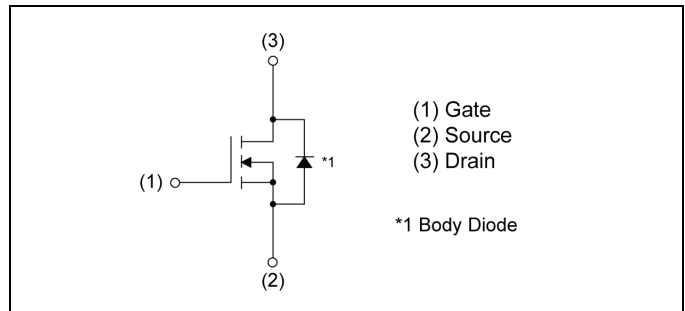 (3)
(1) Gate
(2) Source
(3) Drain
*1
(1)
*1 Body Diode
(2)